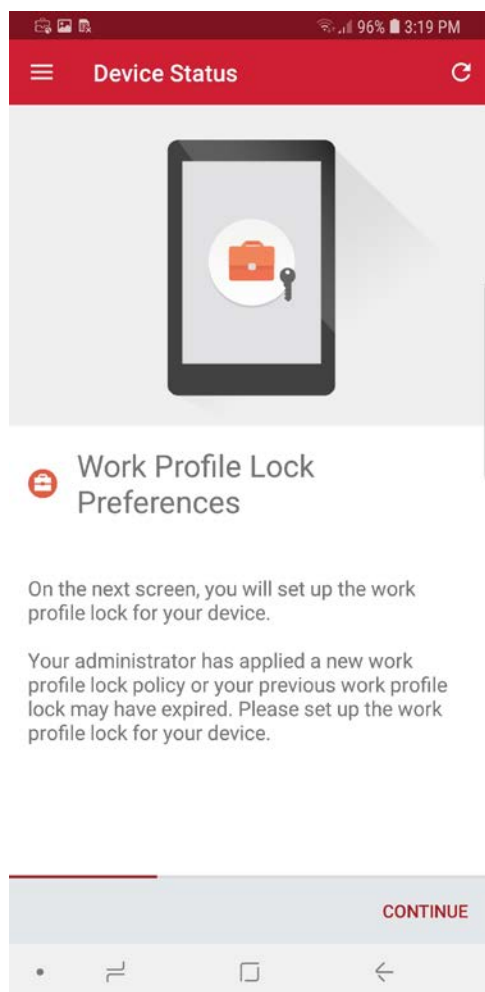 96% 3:19 PM
Device Status
Work Profile Lock
Preferences
On the next screen, you will set up the work
profile lock for your device.
Your administrator has applied a new work
profile lock policy or your previous work profile
lock may have expired. Please set up the work
profile lock for your device.
CONTINUE